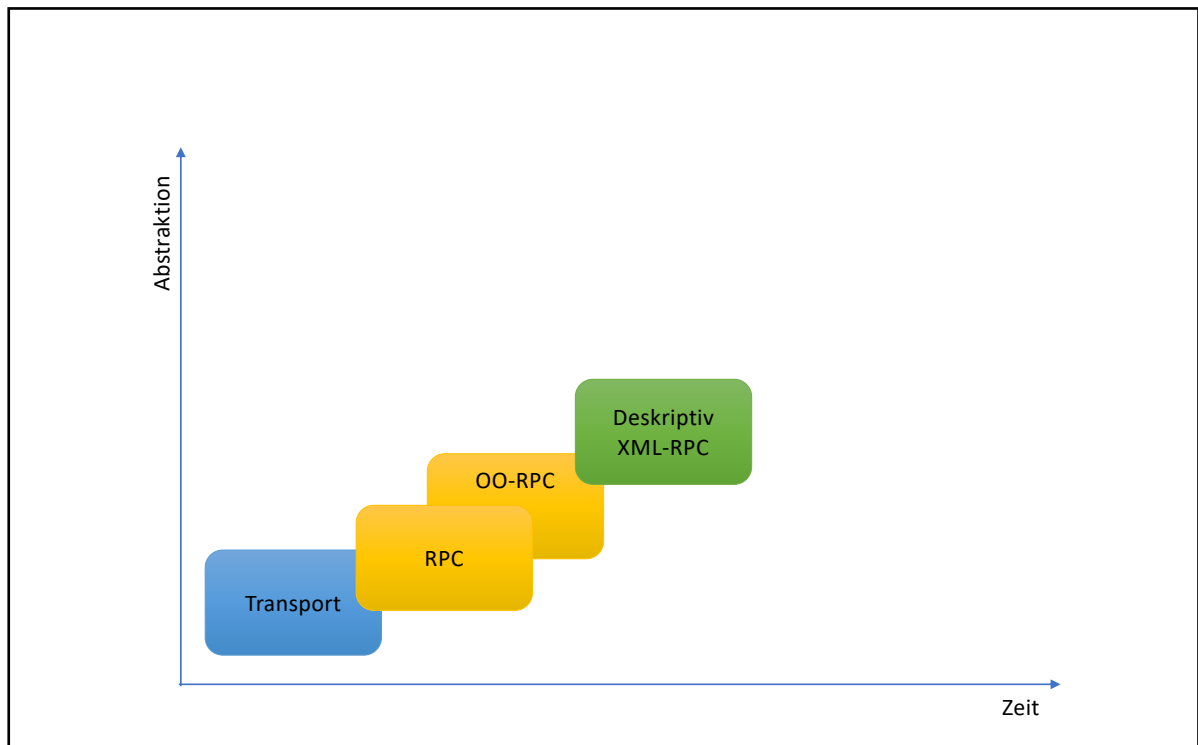 Abstraktion
Deskriptiv
XML-RPC
OO-RPC
RPC
Transport
Zeit